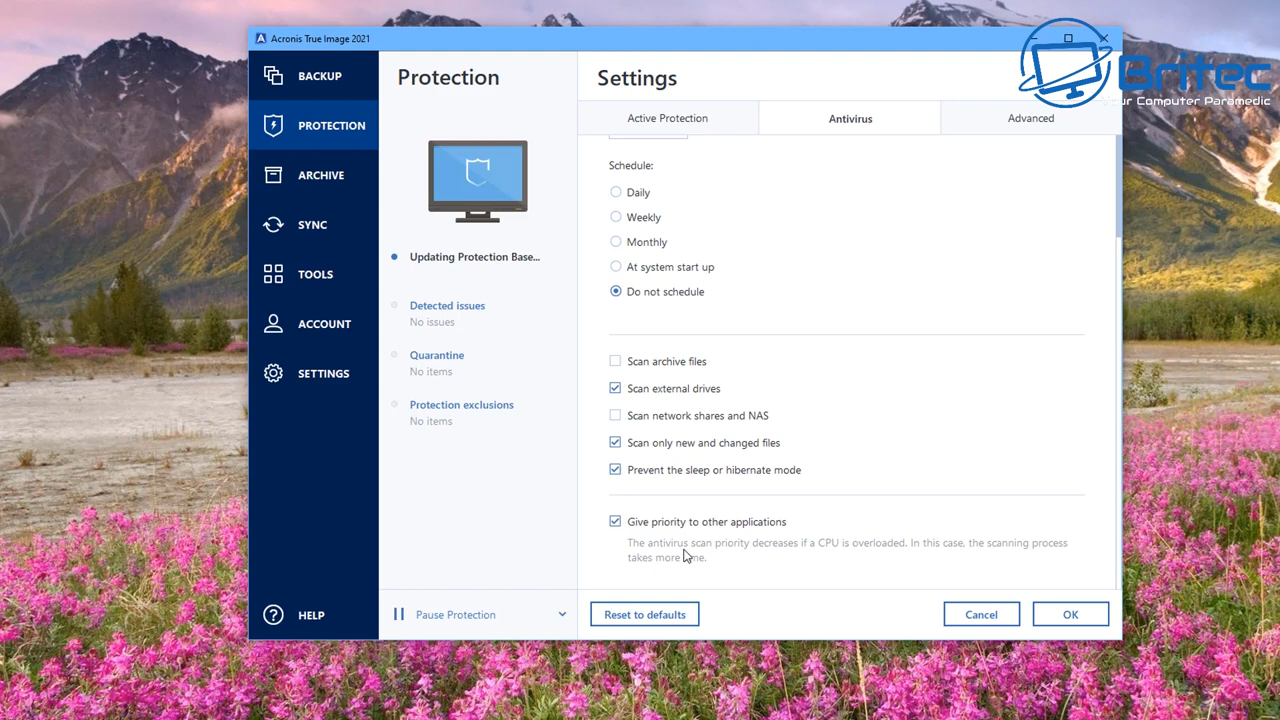 Acronis True Image 2021
Britec
Your Computer Paramedic
BACKUP
PROTECTION
ARCHIVE
SYNC
TOOLS
ACCOUNT
SETTINGS
HELP
Protection
Updating Protection Base...
Detected issues
No issues
Quarantine
No items
Protection exclusions
No items
Pause Protection
Settings
Active Protection
Antivirus
Advanced
Schedule:
Daily
Weekly
Monthly
At system start up
Do not schedule
Scan archive files
Scan external drives
Scan network shares and NAS
Scan only new and changed files
Prevent the sleep or hibernate mode
Give priority to other applications
The antivirus scan priority decreases if a CPU is overloaded. In this case, the scanning process
takes more time.
Reset to defaults
Cancel
OK